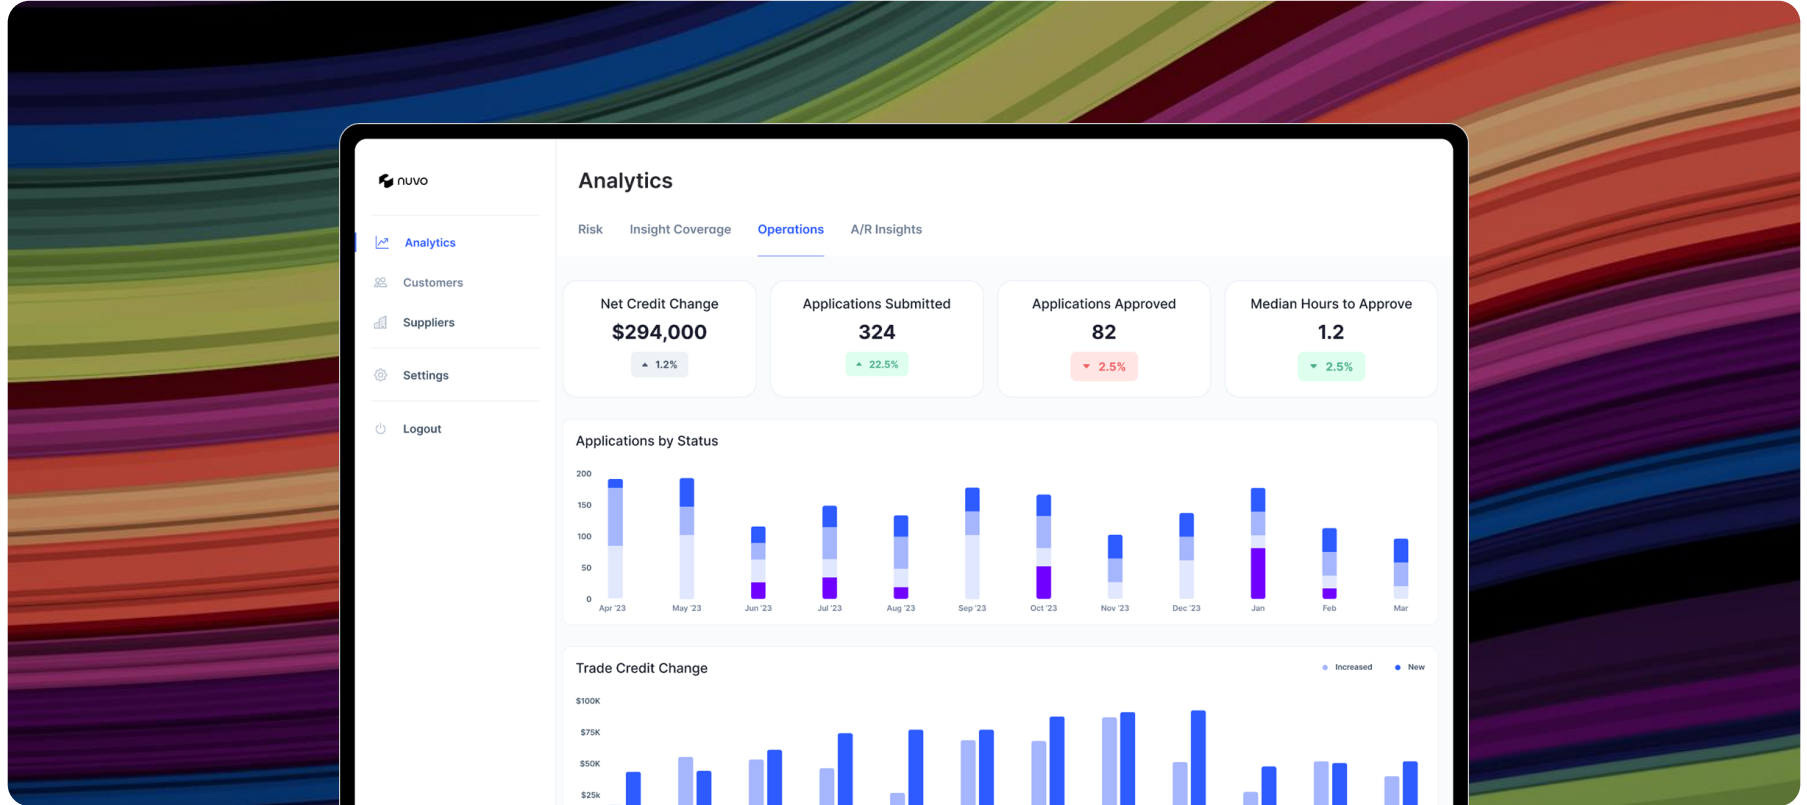 nuvo
Analytics
Customers
Suppliers
Settings
Logout
Analytics
Risk Insight Coverage Operations A/R Insights
Net Credit Change
$294,000
1.2%
Applications Submitted
324
22.5%
Applications Approved
82
2.5%
Median Hours to Approve
1.2
2.5%
Applications by Status
200
150
100
50
0
Apr '23 May '23 Jun '23 Jul '23 Aug '23 Sep '23 Oct '23 Nov '23 Dec '23 Jan Feb Mar
Trade Credit Change
Increased New
$100K
$75K
$50K
$25k